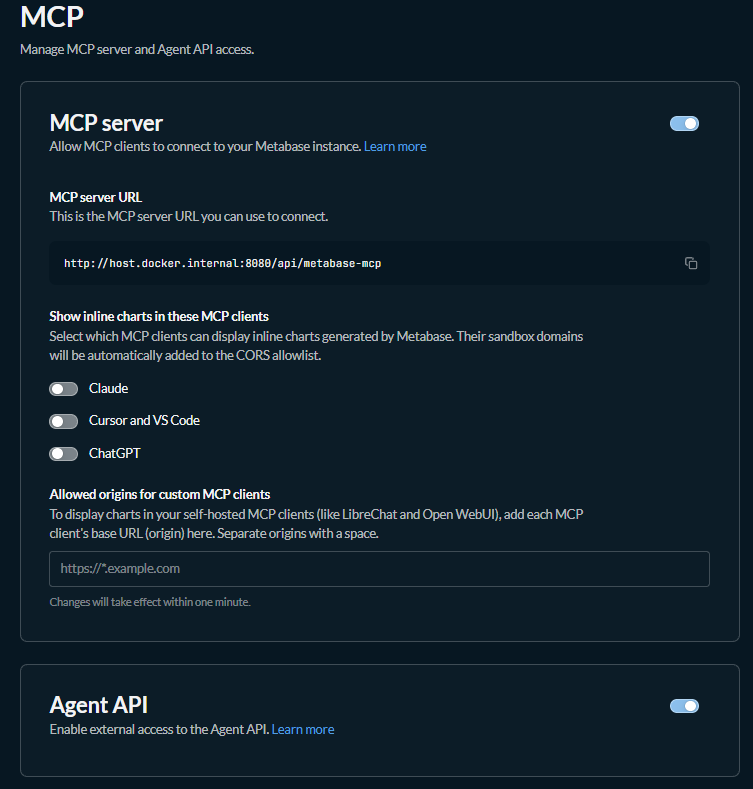 MCP
Manage MCP server and Agent API access.
MCP server
Allow MCP clients to connect to your Metabase instance. Learn more
MCP server URL
This is the MCP server URL you can use to connect.
http://host.docker.internal:8080/api/metabase-mcp
Show inline charts in these MCP clients
Select which MCP clients can display inline charts generated by Metabase. Their sandbox domains
will be automatically added to the CORS allowlist.
Claude
Cursor and VS Code
ChatGPT
Allowed origins for custom MCP clients
To display charts in your self-hosted MCP clients (like LibreChat and Open WebUI), add each MCP
client's base URL (origin) here. Separate origins with a space.
https://*.example.com
Changes will take effect within one minute.
Agent API
Enable external access to the Agent API. Learn more